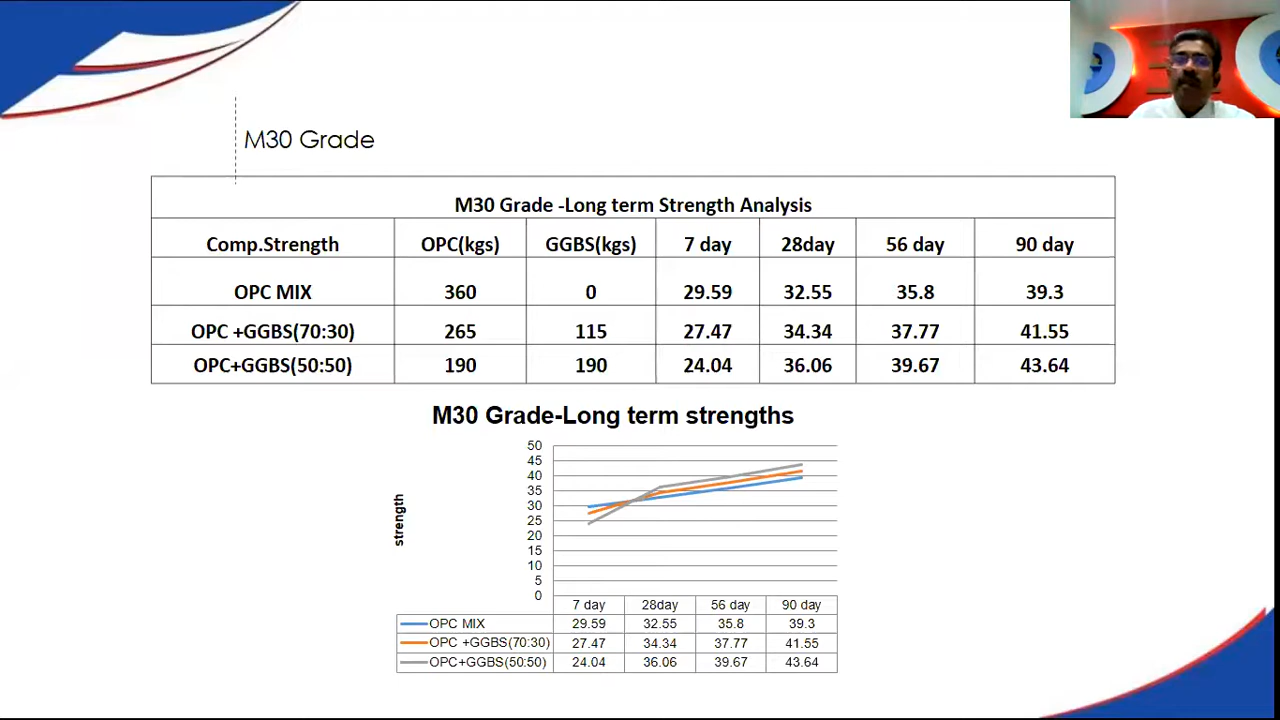 M30 Grade
M30 Grade -Long term Strength Analysis
Comp.Strength OPC(kgs) GGBS(kgs) 7 day 28day 56 day 90 day
OPC MIX 360 0 29.59 32.55 35.8 39.3
OPC +GGBS(70:30) 265 115 27.47 34.34 37.77 41.55
OPC+GGBS(50:50) 190 190 24.04 36.06 39.67 43.64
M30 Grade-Long term strengths
strength
50
45
40
35
30
25
20
15
10
5
0
7 day 28day 56 day 90 day
OPC MIX 29.59 32.55 35.8 39.3
OPC +GGBS(70:30) 27.47 34.34 37.77 41.55
OPC+GGBS(50:50) 24.04 36.06 39.67 43.64